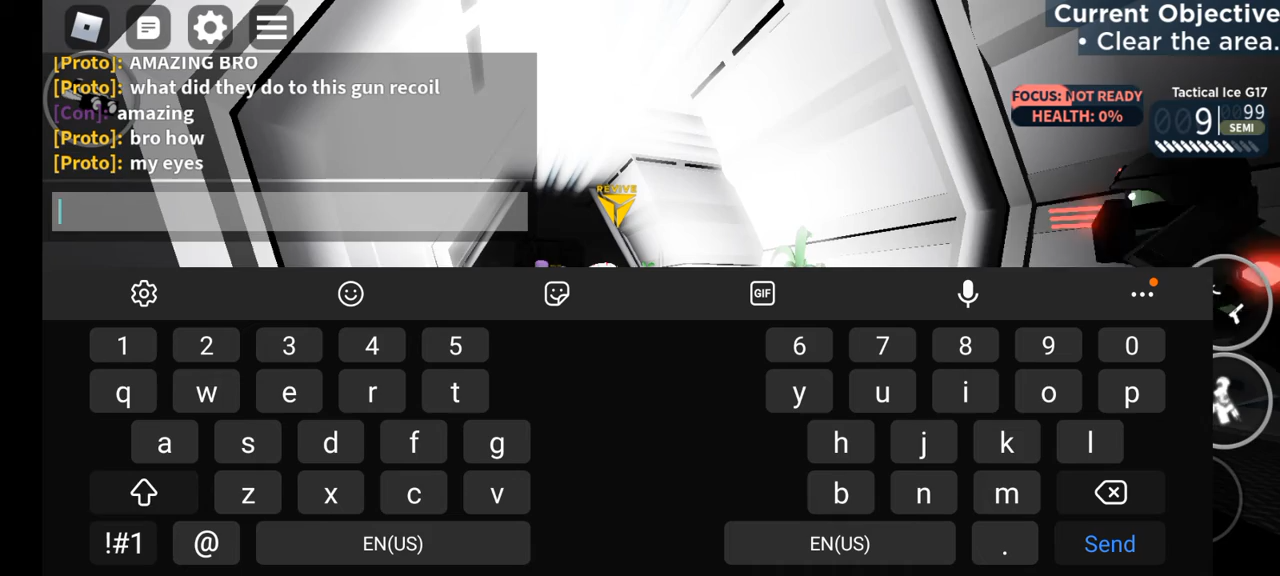 Current Objective
• Clear the area.
[Proto]: AMAZING BRO
[Proto]: what did they do to this gun recoil
[Con]: amazing
[Proto]: bro how
[Proto]: my eyes
FOCUS: NOT READY
HEALTH: 0%
Tactical Ice G17
009 0099
SEMI
REVIVE
GIF
1 2 3 4 5 6 7 8 9 0
q w e r t y u i o p
a s d f g h j k l
z x c v b n m
!#1 @ EN(US) EN(US) . Send